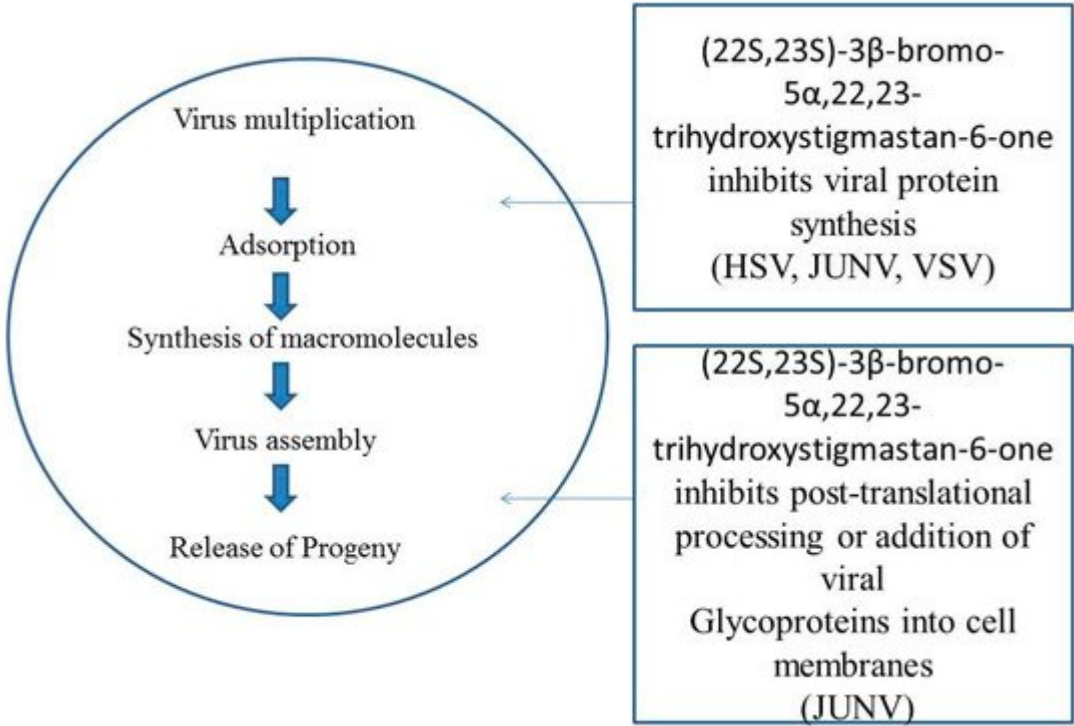 Virus multiplication
Adsorption
Synthesis of macromolecules
Virus assembly
Release of Progeny
(22S,23S)-3β-bromo-
5α,22,23-
trihydroxystigmastan-6-one
inhibits viral protein
synthesis
(HSV, JUNV, VSV)
(22S,23S)-3β-bromo-
5α,22,23-
trihydroxystigmastan-6-one
inhibits post-translational
processing or addition of
viral
Glycoproteins into cell
membranes
(JUNV)